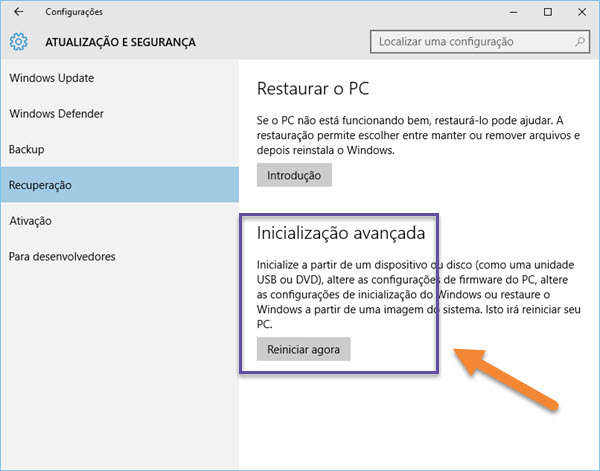 Configurações
ATUALIZAÇÃO E SEGURANÇA
Localizar uma configuração
Windows Update
Windows Defender
Backup
Recuperação
Ativação
Para desenvolvedores
Restaurar o PC
Se o PC não está funcionando bem, restaurá-lo pode ajudar. A
restauração permite escolher entre manter ou remover arquivos e
depois reinstala o Windows.
Introdução
Inicialização avançada
Inicialize a partir de um dispositivo ou disco (como uma unidade
USB ou DVD), altere as configurações de firmware do PC, altere
as configurações de inicialização do Windows ou restaure o
Windows a partir de uma imagem do sistema. Isto irá reiniciar seu
PC.
Reiniciar agora